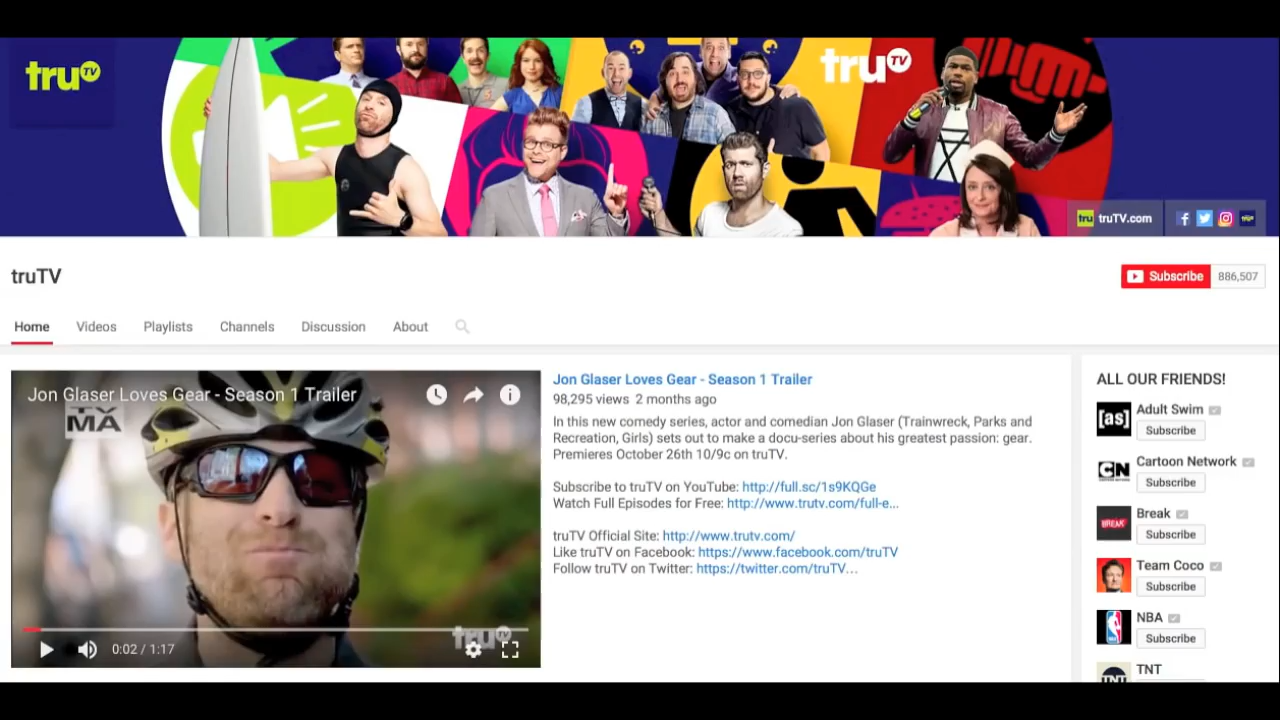 truTV
truTV
tru truTV.com
truTV
Subscribe 886,507
Home Videos Playlists Channels Discussion About
Jon Glaser Loves Gear - Season 1 Trailer
TV
MA
truTV
0:02 / 1:17
Jon Glaser Loves Gear - Season 1 Trailer
98,295 views 2 months ago
In this new comedy series, actor and comedian Jon Glaser (Trainwreck, Parks and
Recreation, Girls) sets out to make a docu-series about his greatest passion: gear.
Premieres October 26th 10/9c on truTV.
Subscribe to truTV on YouTube: http://full.sc/1s9KQGe
Watch Full Episodes for Free: http://www.trutv.com/full-e...
truTV Official Site: http://www.trutv.com/
Like truTV on Facebook: https://www.facebook.com/truTV
Follow truTV on Twitter: https://twitter.com/truTV...
ALL OUR FRIENDS!
[as] Adult Swim
Subscribe
CN Cartoon Network
Subscribe
BREAK Break
Subscribe
Team Coco
Subscribe
NBA
Subscribe
TNT TNT